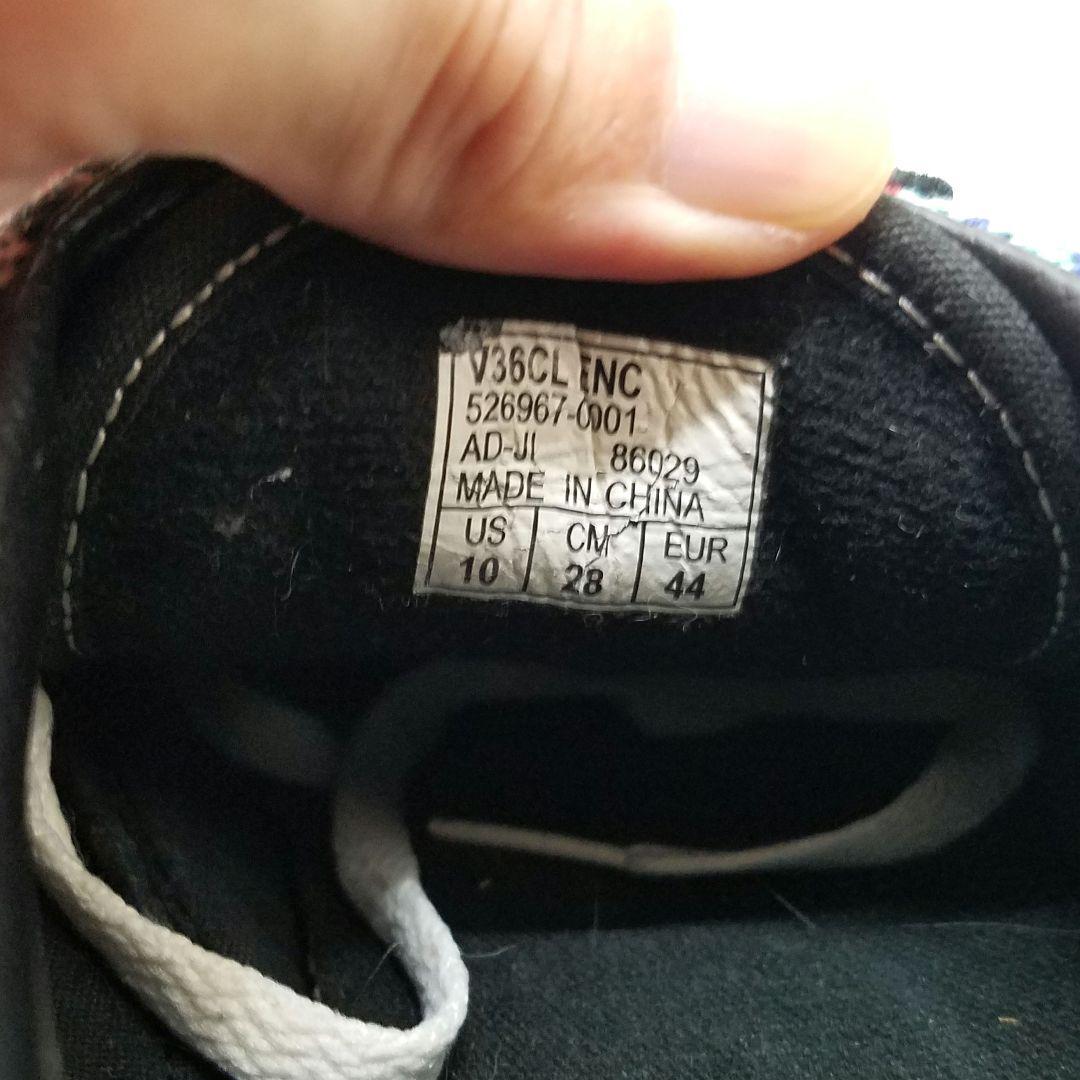 V36CL ENC
526967-0001
AD-JI 86029
MADE IN CHINA
US CM EUR
10 28 44